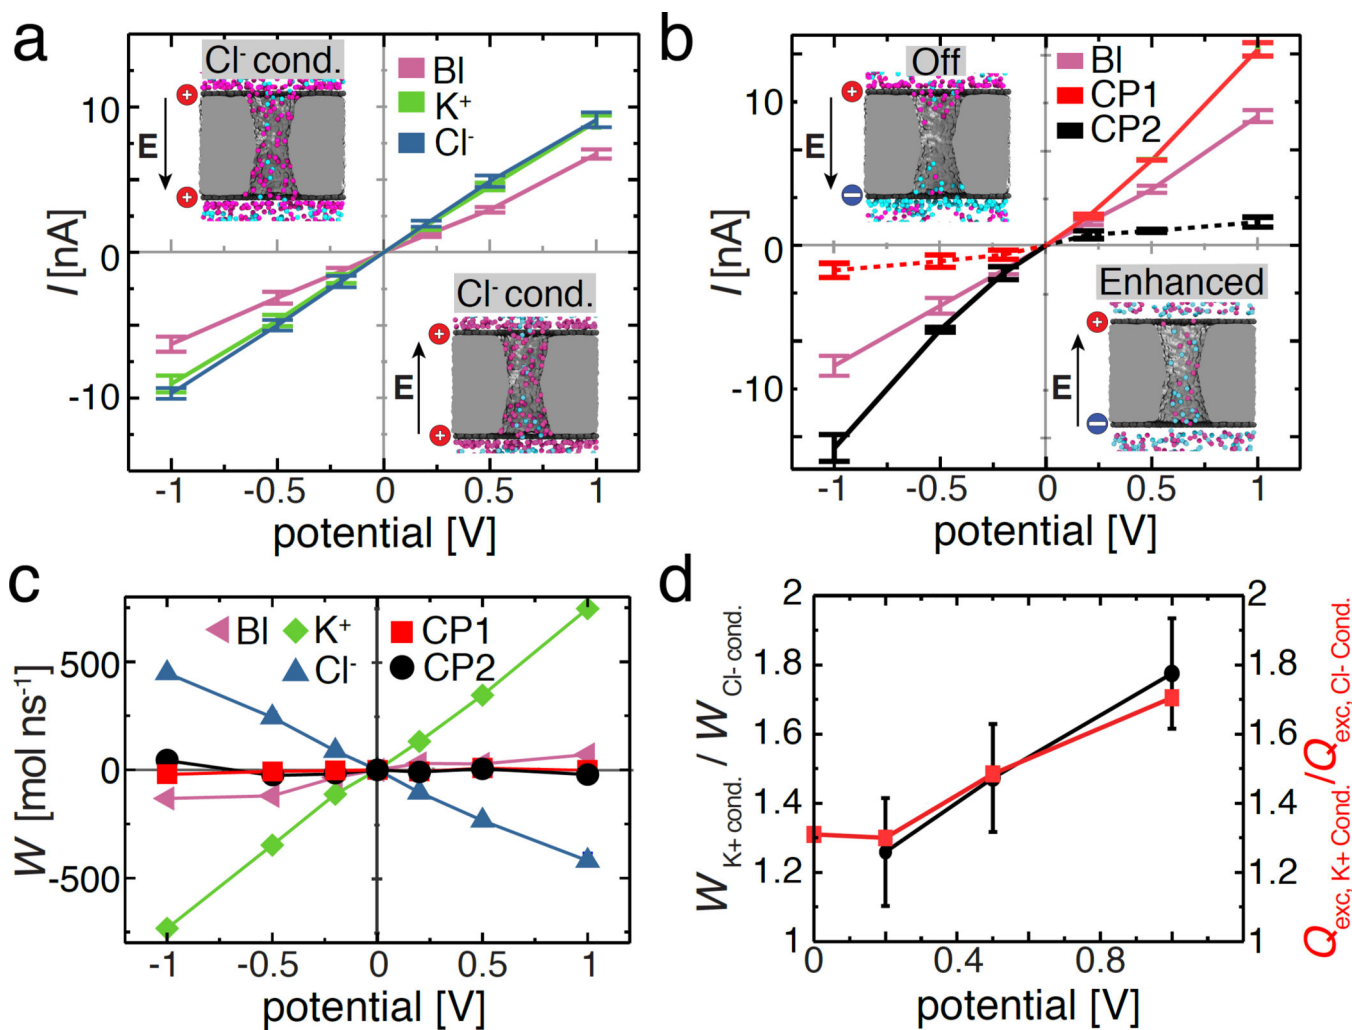 a
Cl⁻ cond.
BI
K⁺
Cl⁻
+
E
+
I [nA]
10
0
-10
Cl⁻ cond.
+
E
+
-1 -0.5 0 0.5 1
potential [V]
b
Off
BI
CP1
CP2
+
E
−
I [nA]
10
0
-10
Enhanced
+
E
−
-1 -0.5 0 0.5 1
potential [V]
c
BI K⁺ CP1
Cl⁻ CP2
W [mol ns⁻¹]
500
0
-500
-1 -0.5 0 0.5 1
potential [V]
d
W K+ cond. / W Cl- cond.
2
1.8
1.6
1.4
1.2
1
2
1.8
1.6
1.4
1.2
1
Q exc, K+ Cond. / Q exc, Cl- Cond.
0 0.4 0.8
potential [V]